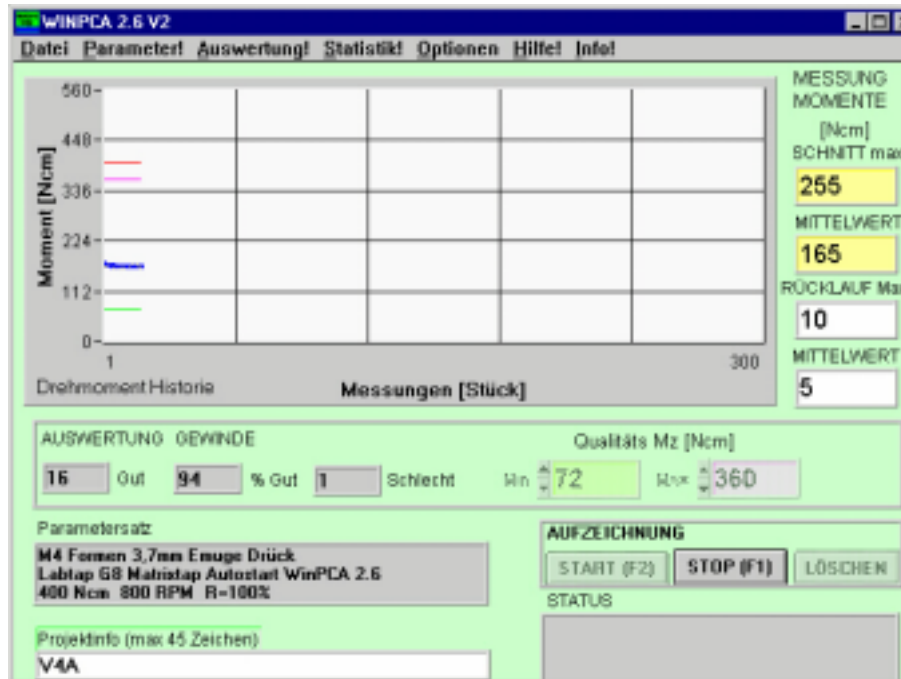 WINPCA 2.6 V2
Datei Parameter! Auswertung! Statistik! Optionen Hilfe! Info!
MESSUNG
MOMENTE
[Ncm]
SCHNITT max
255
MITTELWERT
165
RÜCKLAUF Max
10
MITTELWERT
5
Moment [Ncm]
560
448
336
224
112
0
1
300
Drehmoment Historie
Messungen [Stück]
AUSWERTUNG GEWINDE
Qualitäts Mz [Ncm]
16 Gut 94 % Gut 1 Schlecht Min 72 Max 360
Parametersatz
M4 Formen 3,7mm Emuge Drück
Labtap G8 Matristap Autostart WinPCA 2.6
400 Ncm 800 RPM R=100%
Projektinfo (max 45 Zeichen)
V4A
AUFZEICHNUNG
START (F2) STOP (F1) LÖSCHEN
STATUS